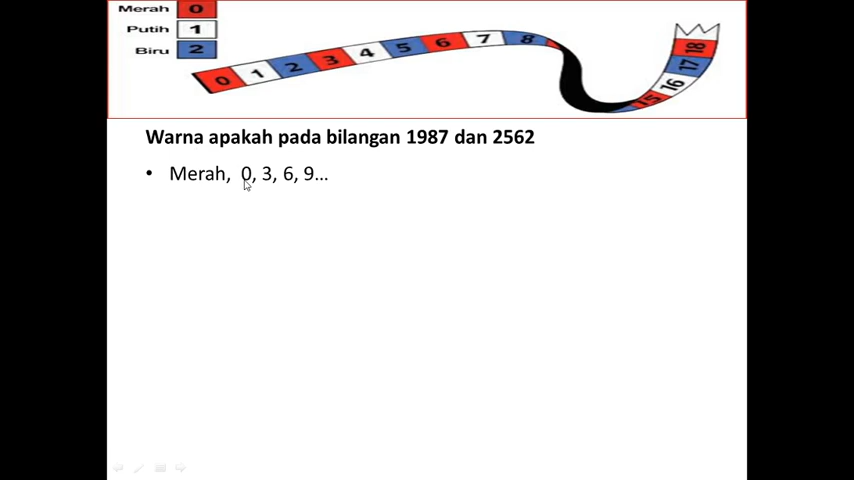 Merah 0
Putih 1
Biru 2
0 1 2 3 4 5 6 7 8 15 16 17 18
Warna apakah pada bilangan 1987 dan 2562
• Merah, 0, 3, 6, 9...